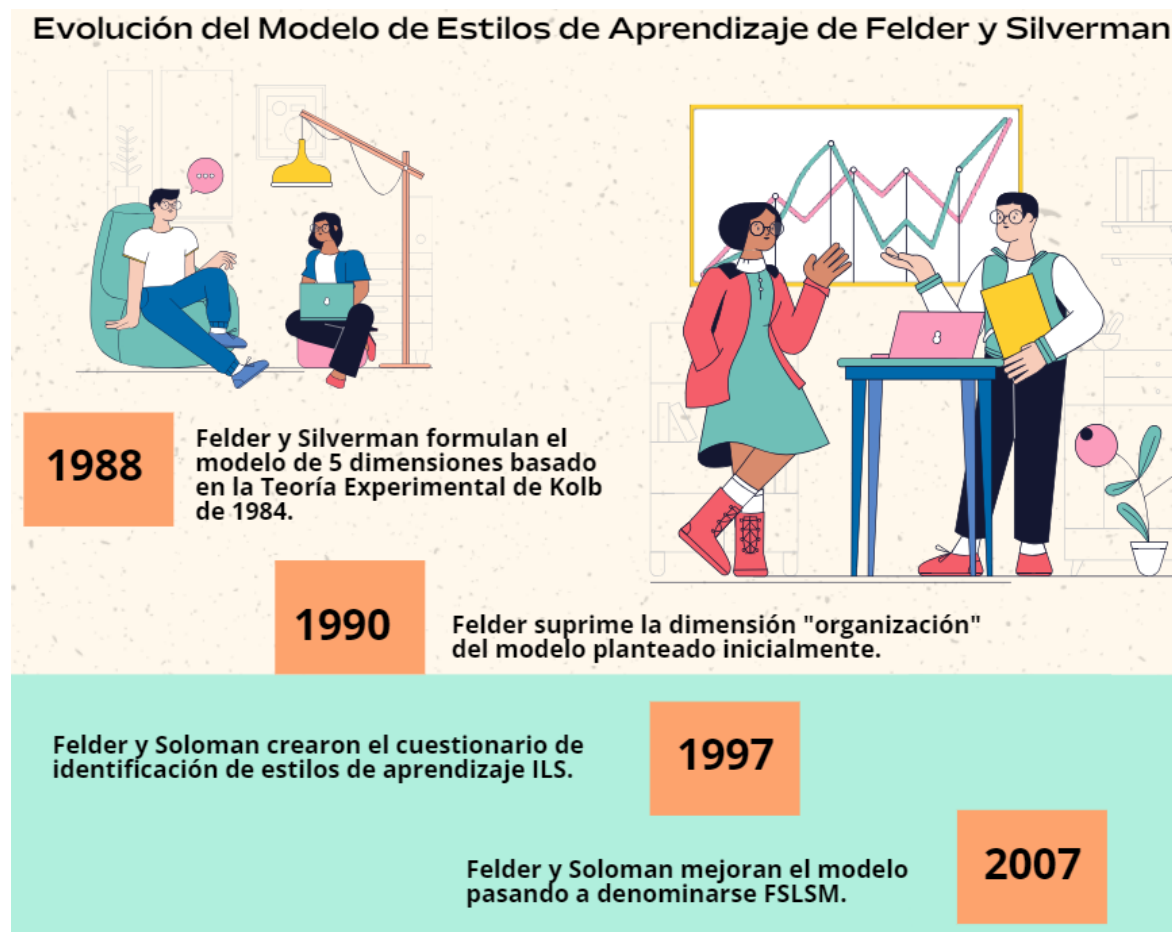 Evolución del Modelo de Estilos de Aprendizaje de Felder y Silverman
1988
Felder y Silverman formulan el
modelo de 5 dimensiones basado
en la Teoría Experimental de Kolb
de 1984.
1990
Felder suprime la dimensión "organización"
del modelo planteado inicialmente.
Felder y Soloman crearon el cuestionario de
identificación de estilos de aprendizaje ILS.
1997
Felder y Soloman mejoran el modelo
pasando a denominarse FSLSM.
2007